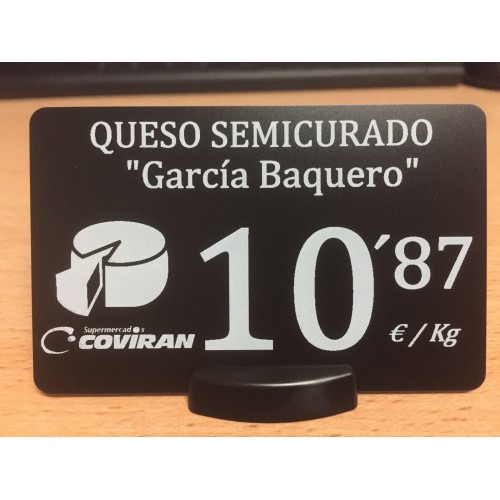 QUESO SEMICURADO
"García Baquero"
10´87
€ / Kg
Supermercados
COVIRAN